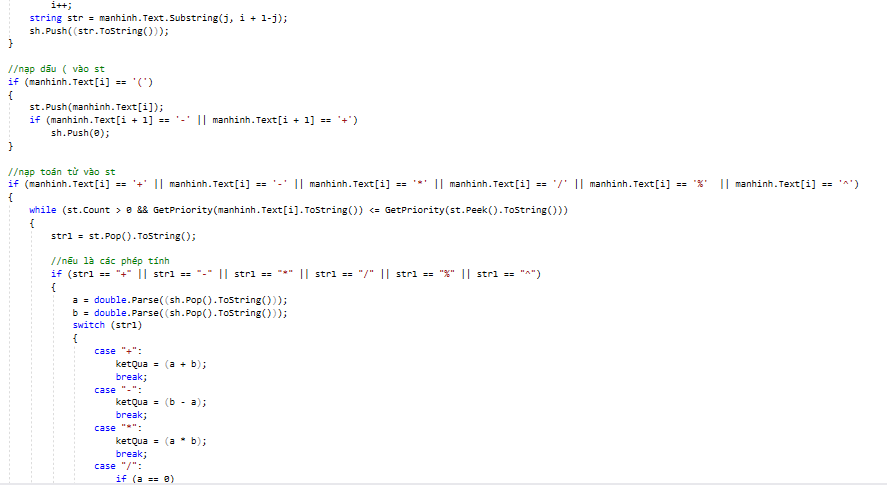 i++;
string str = manhinh.Text.Substring(j, i + 1-j);
sh.Push((str.ToString()));
}
//nạp dấu ( vào st
if (manhinh.Text[i] == '(')
{
st.Push(manhinh.Text[i]);
if (manhinh.Text[i + 1] == '-' || manhinh.Text[i + 1] == '+')
sh.Push(0);
}
//nạp toán tử vào st
if (manhinh.Text[i] == '+' || manhinh.Text[i] == '-' || manhinh.Text[i] == '*' || manhinh.Text[i] == '/' || manhinh.Text[i] == '%'  || manhinh.Text[i] == '^')
{
while (st.Count > 0 && GetPriority(manhinh.Text[i].ToString()) <= GetPriority(st.Peek().ToString()))
{
str1 = st.Pop().ToString();
//nếu là các phép tính
if (str1 == "+" || str1 == "-" || str1 == "*" || str1 == "/" || str1 == "%" || str1 == "^")
{
a = double.Parse((sh.Pop().ToString()));
b = double.Parse((sh.Pop().ToString()));
switch (str1)
{
case "+":
ketQua = (a + b);
break;
case "-":
ketQua = (b - a);
break;
case "*":
ketQua = (a * b);
break;
case "/":
if (a == 0)